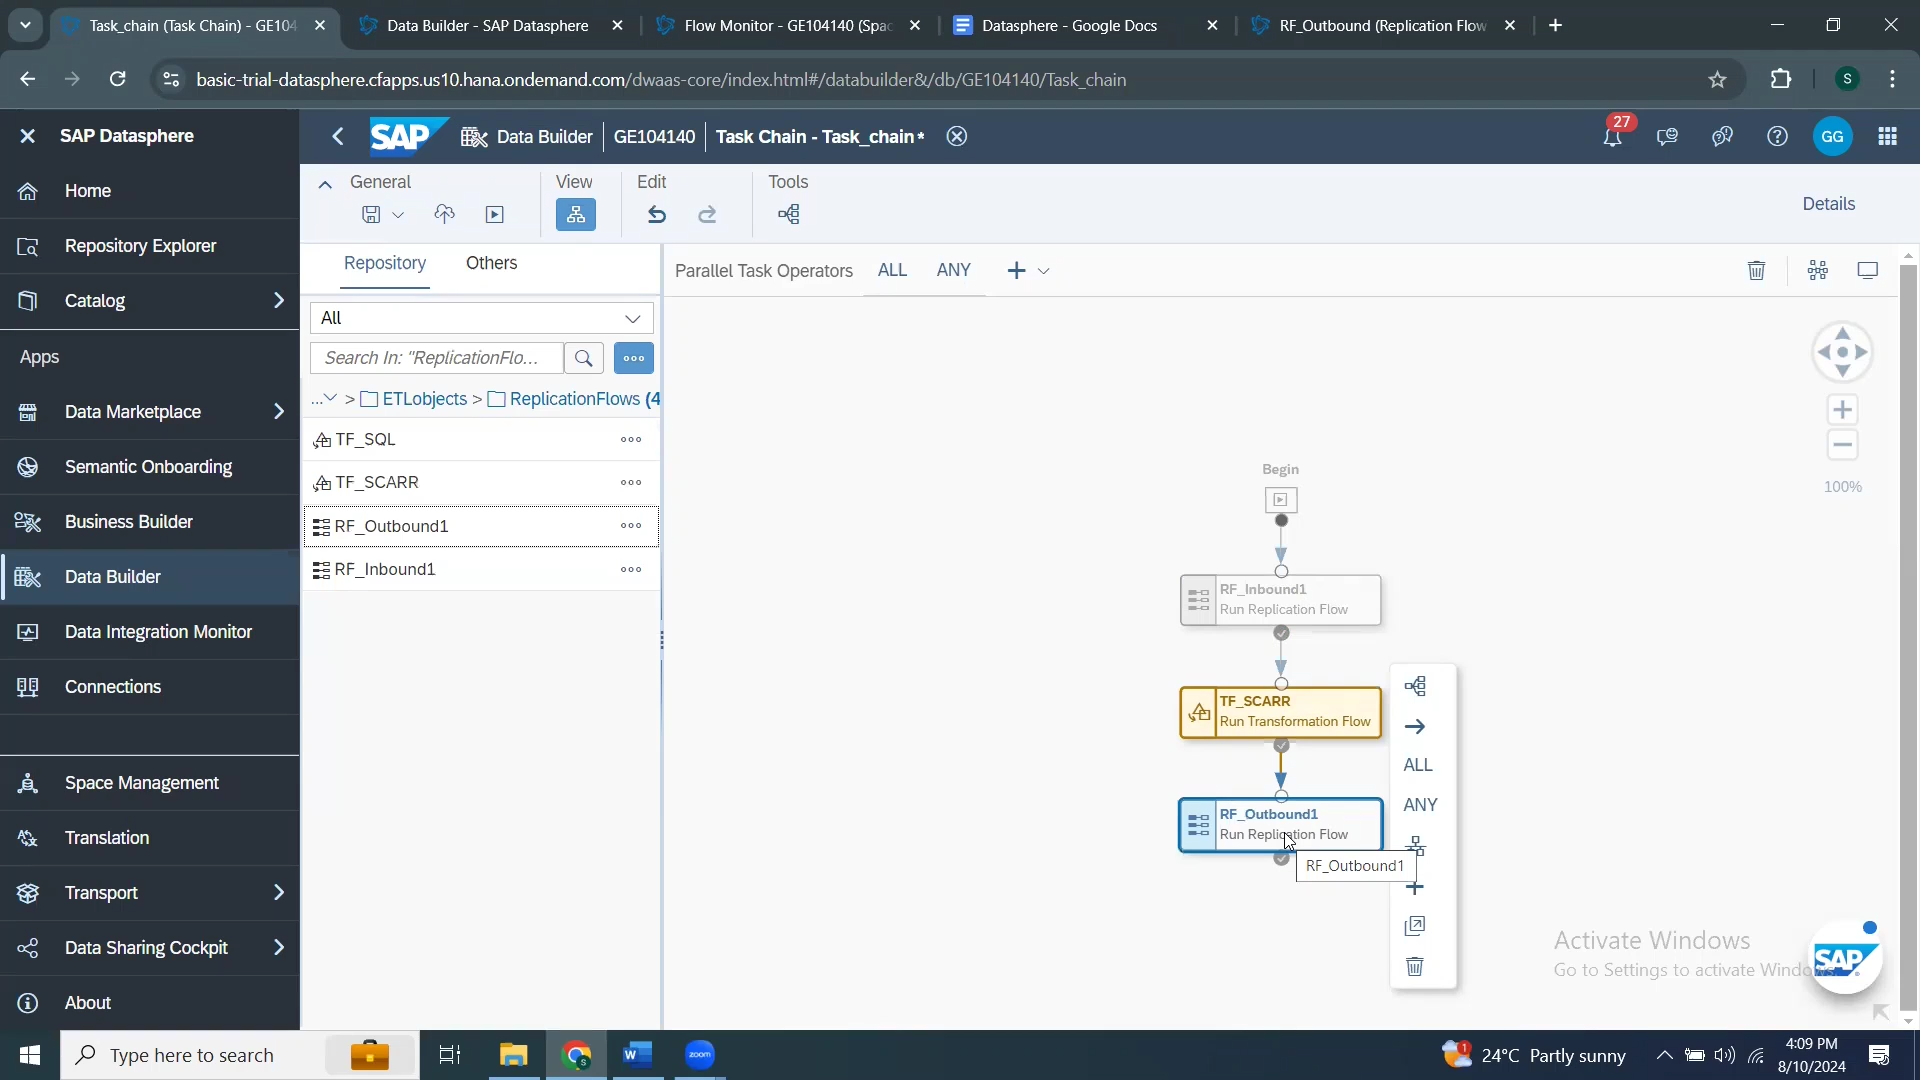 Task_chain (Task Chain) - GE104
Data Builder - SAP Datasphere
Flow Monitor - GE104140 (Spac
Datasphere - Google Docs
RF_Outbound (Replication Flow
basic-trial-datasphere.cfapps.us10.hana.ondemand.com/dwaas-core/index.html#/databuilder&/db/GE104140/Task_chain
S
SAP Datasphere
SAP
Data Builder
GE104140
Task Chain - Task_chain*
27
GG
Home
Repository Explorer
Catalog
Apps
Data Marketplace
Semantic Onboarding
Business Builder
Data Builder
Data Integration Monitor
Connections
Space Management
Translation
Transport
Data Sharing Cockpit
About
General
View
Edit
Tools
Details
Repository
Others
All
Search In: "ReplicationFlo...
...
> ETLobjects > ReplicationFlows (4
TF_SQL
TF_SCARR
RF_Outbound1
RF_Inbound1
Parallel Task Operators
ALL
ANY
100%
Begin
RF_Inbound1
Run Replication Flow
TF_SCARR
Run Transformation Flow
RF_Outbound1
Run Replication Flow
RF_Outbound1
ALL
ANY
Activate Windows
Go to Settings to activate Windows.
SAP
Type here to search
zoom
1
24°C Partly sunny
4:09 PM
8/10/2024